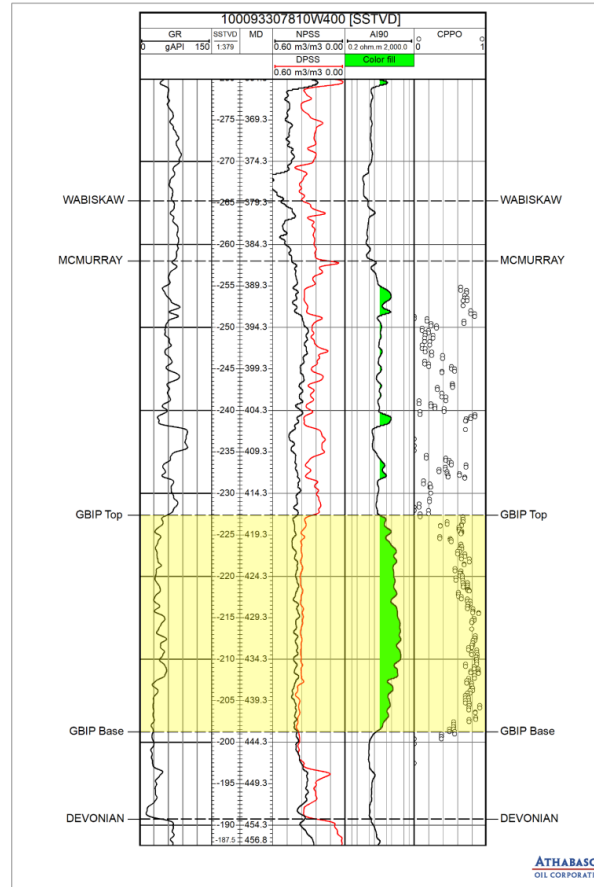 100093307810W400 [SSTVD]
GR SSTVD MD NPSS AI90 CPPO
0 gAPI 150 1:379 0.60 m3/m3 0.00 0.2 ohm.m 2,000.0 0 1
DPSS Color fill
0.60 m3/m3 0.00
-275 369.3
-270 374.3
WABISKAW -265 379.3 WABISKAW
-260 384.3
MCMURRAY MCMURRAY
-255 389.3
-250 394.3
-245 399.3
-240 404.3
-235 409.3
-230 414.3
GBIP Top GBIP Top
-225 419.3
-220 424.3
-215 429.3
-210 434.3
-205 439.3
GBIP Base GBIP Base
-200 444.3
-195 449.3
DEVONIAN DEVONIAN
-190 454.3
-187.5 456.8
OIL CORPORATI